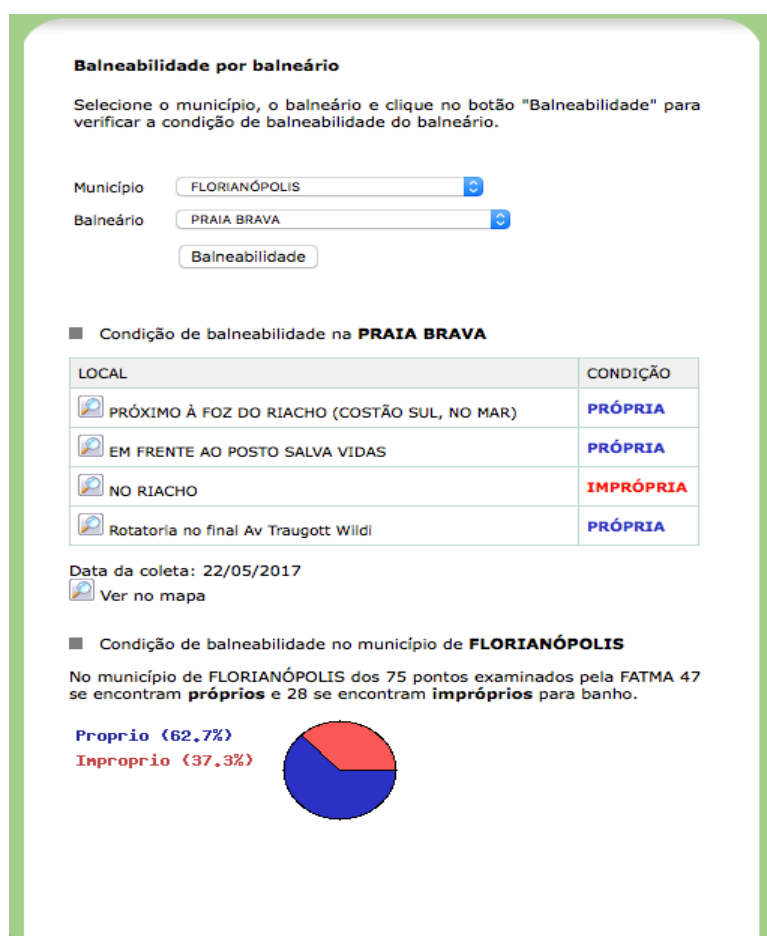 Balneabilidade por balneário
Selecione o município, o balneário e clique no botão "Balneabilidade" para
verificar a condição de balneabilidade do balneário.
Município FLORIANÓPOLIS
Balneário PRAIA BRAVA
Balneabilidade
Condição de balneabilidade na PRAIA BRAVA
LOCAL CONDIÇÃO
PRÓXIMO À FOZ DO RIACHO (COSTÃO SUL, NO MAR) PRÓPRIA
EM FRENTE AO POSTO SALVA VIDAS PRÓPRIA
NO RIACHO IMPRÓPRIA
Rotatoria no final Av Traugott Wildi PRÓPRIA
Data da coleta: 22/05/2017
Ver no mapa
Condição de balneabilidade no município de FLORIANÓPOLIS
No município de FLORIANÓPOLIS dos 75 pontos examinados pela FATMA 47
se encontram próprios e 28 se encontram impróprios para banho.
Proprio (62.7%)
Improprio (37.3%)